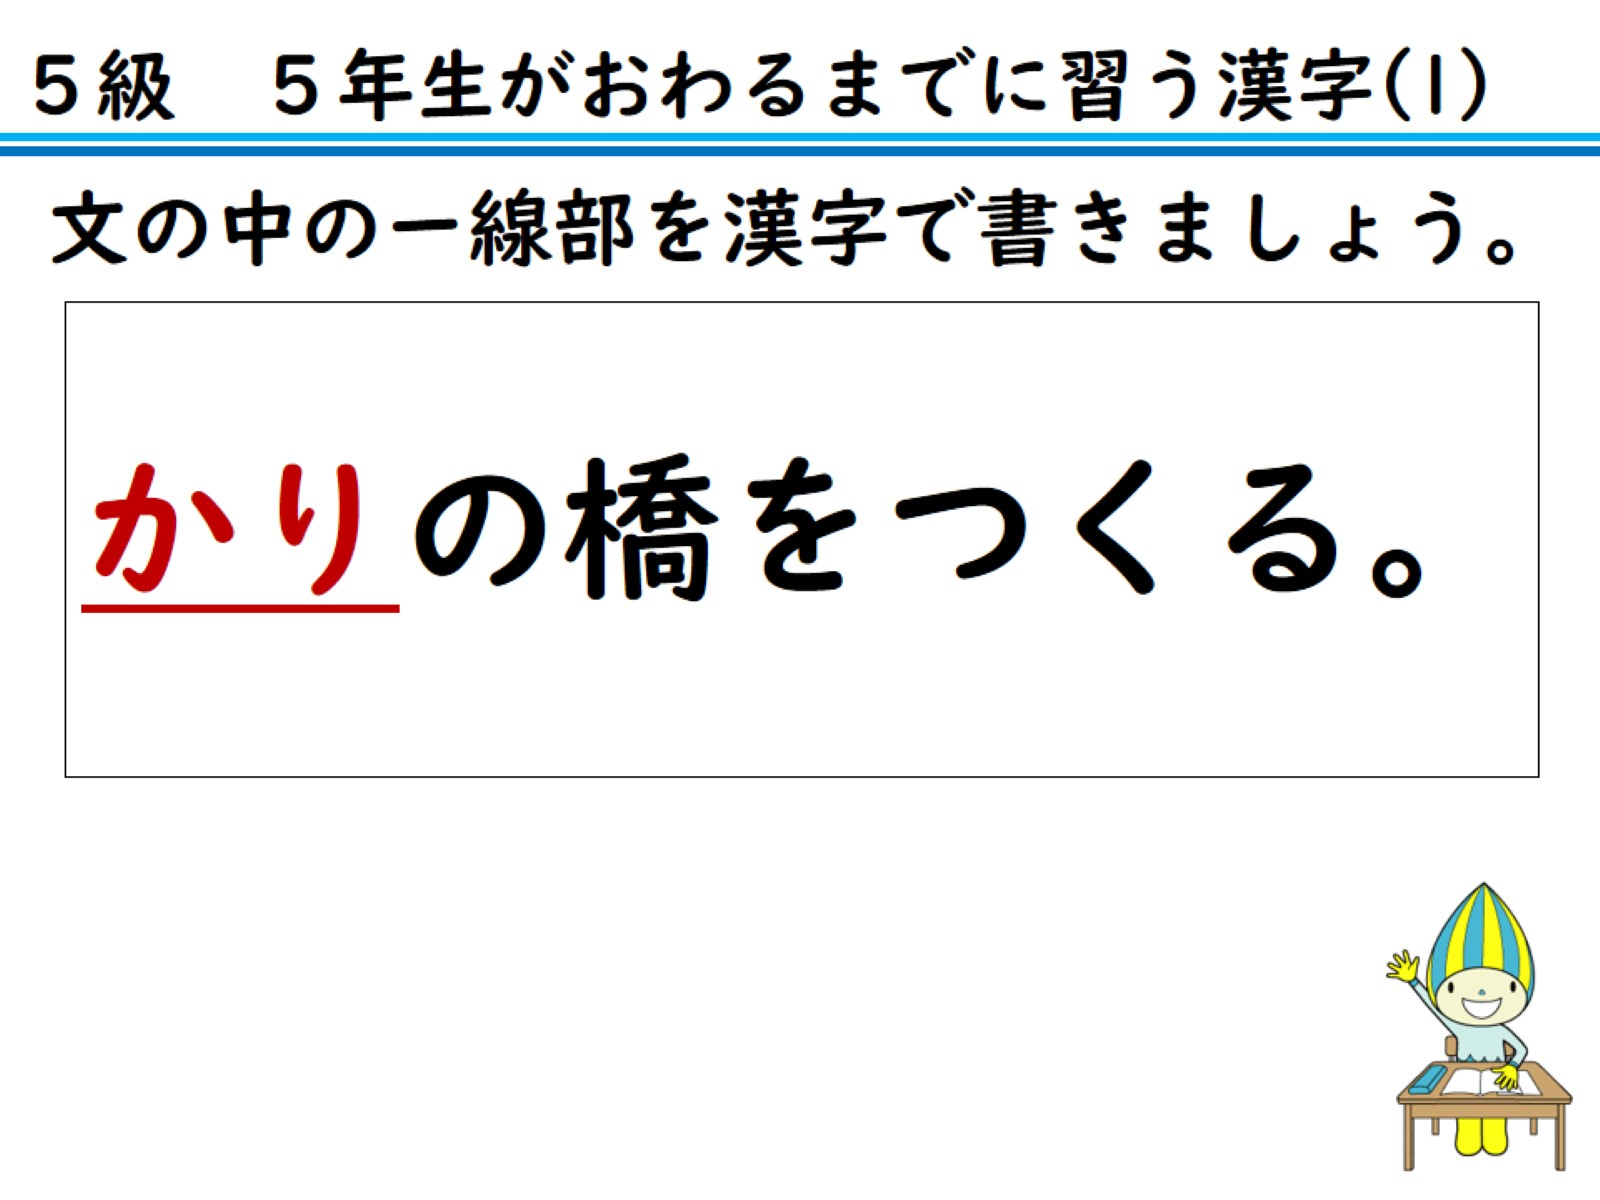 ５級　５年生がおわるまでに習う漢字(1)
文の中の一線部を漢字で書きましょう。
かりの橋をつくる。